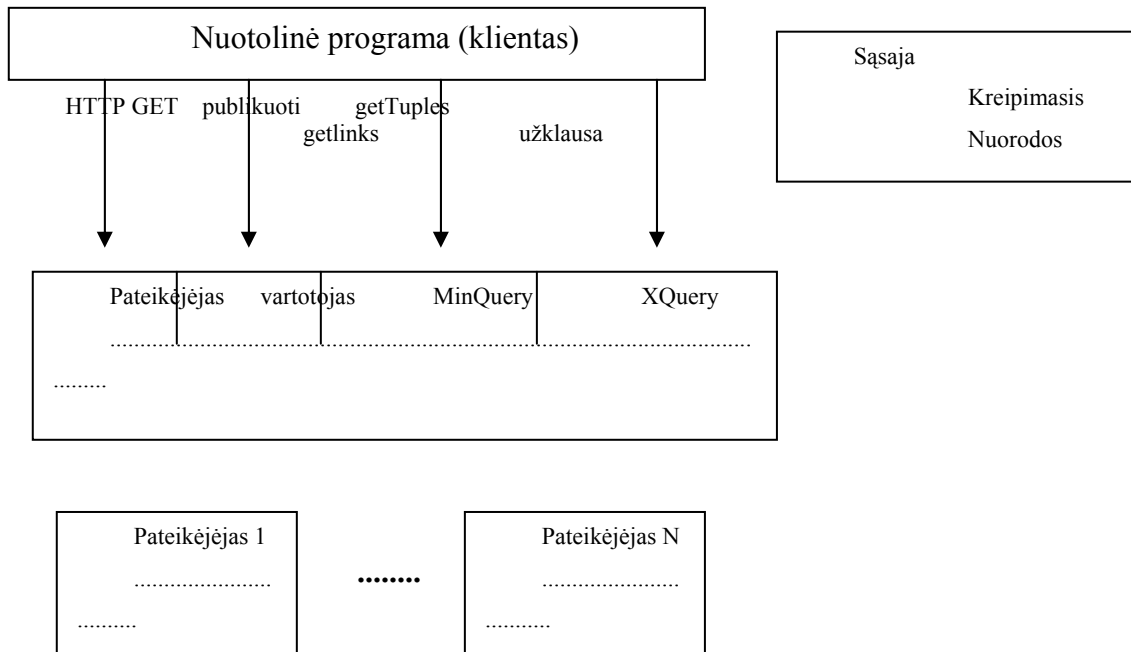 Nuotolinė programa (klientas)
Sąsaja
Kreipimasis
Nuorodos
HTTP GET publikuoti getTuples
getlinks užklausa
Pateikėjėjas vartotojas MinQuery XQuery
...........................................................................................................
.........
Pateikėjėjas 1 ........ Pateikėjėjas N
....................... .......................
.......... ...........